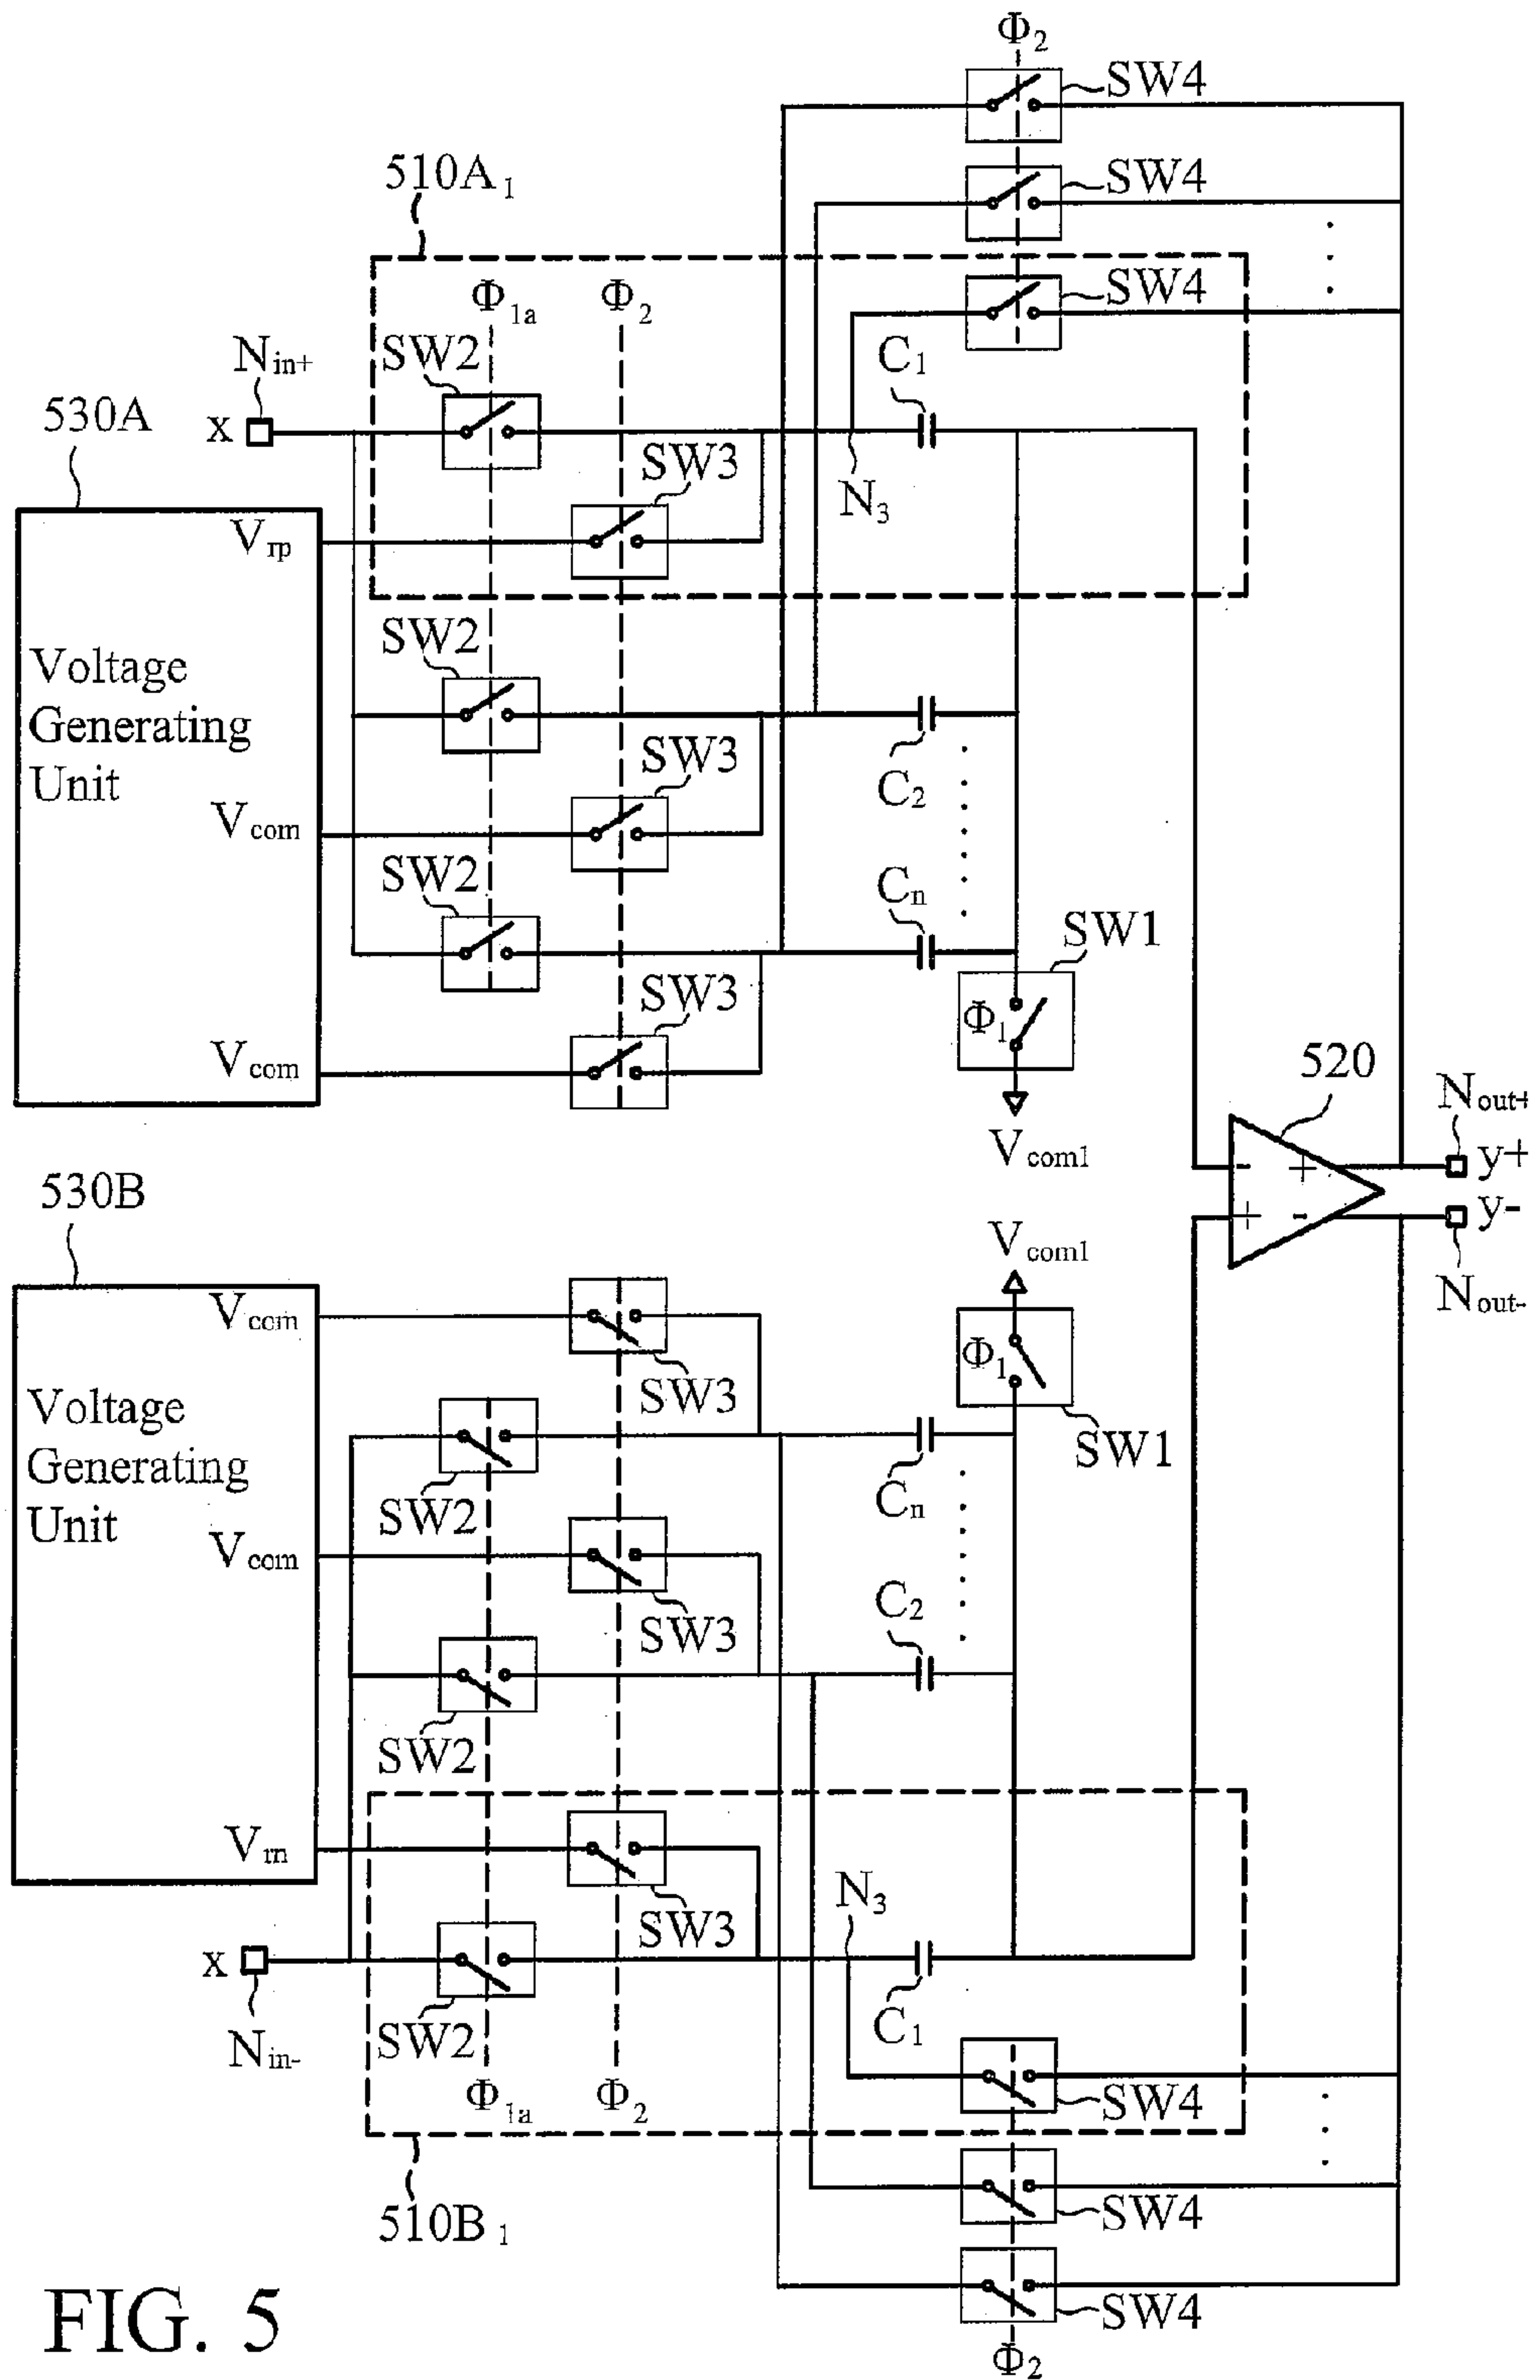 Φ2
SW4
SW4
510A1
SW4
Φ1a
Φ2
Nin+
SW2
C1
530A
x
SW3
N3
Vrp
SW2
Voltage
Generating
Unit
SW3
C2
Vcom
SW2
Cn
SW1
SW3
Φ1
Vcom
520
Nout+
Vcom1
- +
y+
530B
+ -
y-
Vcom1
Nout-
Vcom
Φ1
SW3
Voltage
Generating
Unit
SW1
Cn
SW2
Vcom
C2
SW3
SW2
Vrn
N3
SW3
x
C1
SW2
Nin-
Φ1a
Φ2
SW4
510B1
SW4
SW4
FIG. 5
Φ2